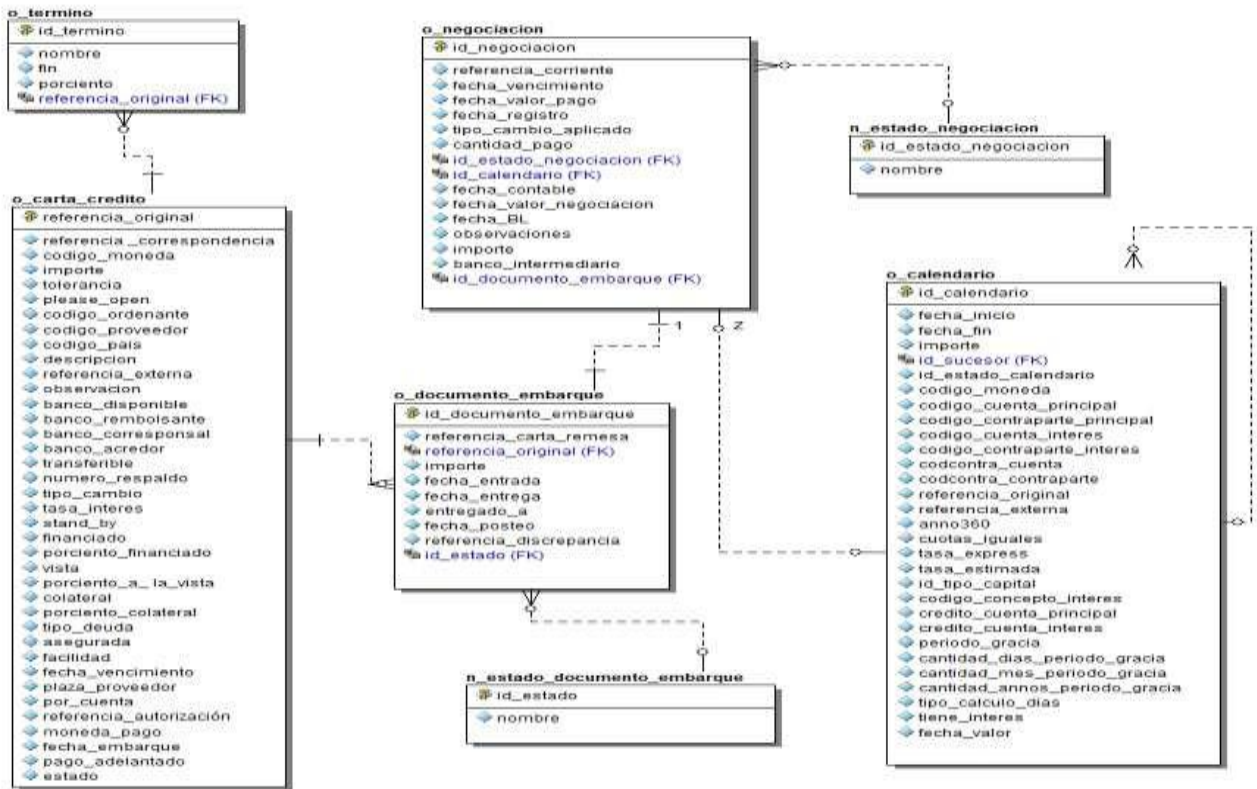 o_termino
id_termino
nombre
fin
porciento
referencia_original (FK)
o_carta_credito
referencia_original
referencia _correspondencia
codigo_moneda
importe
tolerancia
please_open
codigo_ordenante
codigo_proveedor
codigo_pais
descripcion
referencia_externa
observacion
banco_disponible
banco_rembolsante
banco_corresponsal
banco_acredor
transferible
numero_respaldo
tipo_cambio
tasa_interes
stand_by
financiado
porciento_financiado
vista
porciento_a_ la_vista
colateral
porciento_colateral
tipo_deuda
asegurada
facilidad
fecha_vencimiento
plaza_proveedor
por_cuenta
referencia_autorización
moneda_pago
fecha_embarque
pago_adelantado
estado
o_negociacion
id_negociacion
referencia_corriente
fecha_vencimiento
fecha_valor_pago
fecha_registro
tipo_cambio_aplicado
cantidad_pago
id_estado_negociacion (FK)
id_calendario (FK)
fecha_contable
fecha_valor_negociacion
fecha_BL
observaciones
importe
banco_intermediario
id_documento_embarque (FK)
1
Z
o_documento_embarque
id_documento_embarque
referencia_carta_remesa
referencia_original (FK)
importe
fecha_entrada
fecha_entrega
entregado_a
fecha_posteo
referencia_discrepancia
id_estado (FK)
n_estado_documento_embarque
id_estado
nombre
n_estado_negociacion
id_estado_negociacion
nombre
o_calendario
id_calendario
fecha_inicio
fecha_fin
importe
id_sucesor (FK)
id_estado_calendario
codigo_moneda
codigo_cuenta_principal
codigo_contraparte_principal
codigo_cuenta_interes
codigo_contraparte_interes
codcontra_cuenta
codcontra_contraparte
referencia_original
referencia_externa
anno360
cuotas_iguales
tasa_express
tasa_estimada
id_tipo_capital
codigo_concepto_interes
credito_cuenta_principal
credito_cuenta_interes
periodo_gracia
cantidad_dias_periodo_gracia
cantidad_mes_periodo_gracia
cantidad_annos_periodo_gracia
tipo_calculo_dias
tiene_interes
fecha_valor